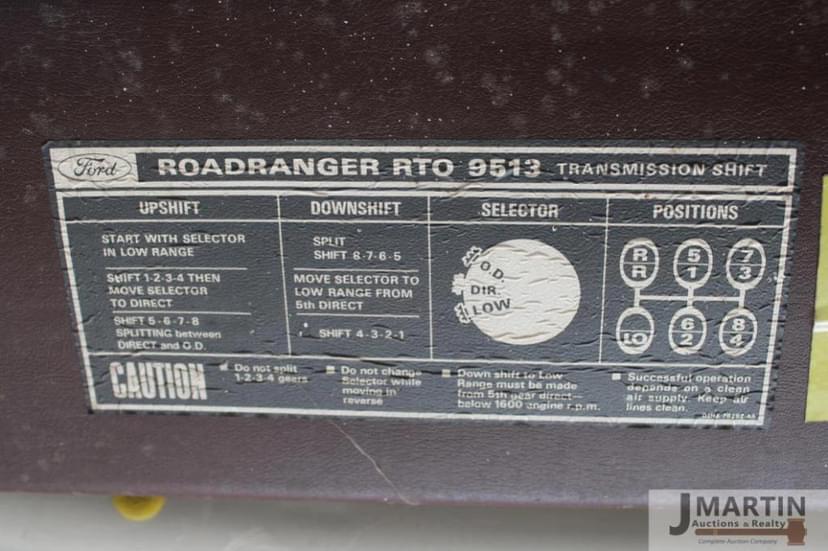 Ford ROADRANGER RTO 9513 TRANSMISSION SHIFT
UPSHIFT
START WITH SELECTOR
IN LOW RANGE
SHIFT 1-2-3-4 THEN
MOVE SELECTOR
TO DIRECT
SHIFT 5-6-7-8
SPLITTING between
DIRECT and O.D.
DOWNSHIFT
SPLIT
SHIFT 8-7-6-5
MOVE SELECTOR TO
LOW RANGE FROM
5th DIRECT
SHIFT 4-3-2-1
SELECTOR
O.D.
DIR.
LOW
POSITIONS
R 5 7
R 1 3
LO 6 8
2 4
CAUTION
Do not split
1-2-3-4 gears
Do not change
Selector while
moving in
reverse
Down shift to Low
Range must be made
from 5th gear direct—
below 1600 engine r.p.m.
Successful operation
depends on a clean
air supply. Keep air
lines clean.
J MARTIN
Auctions & Realty
Complete Auction Company